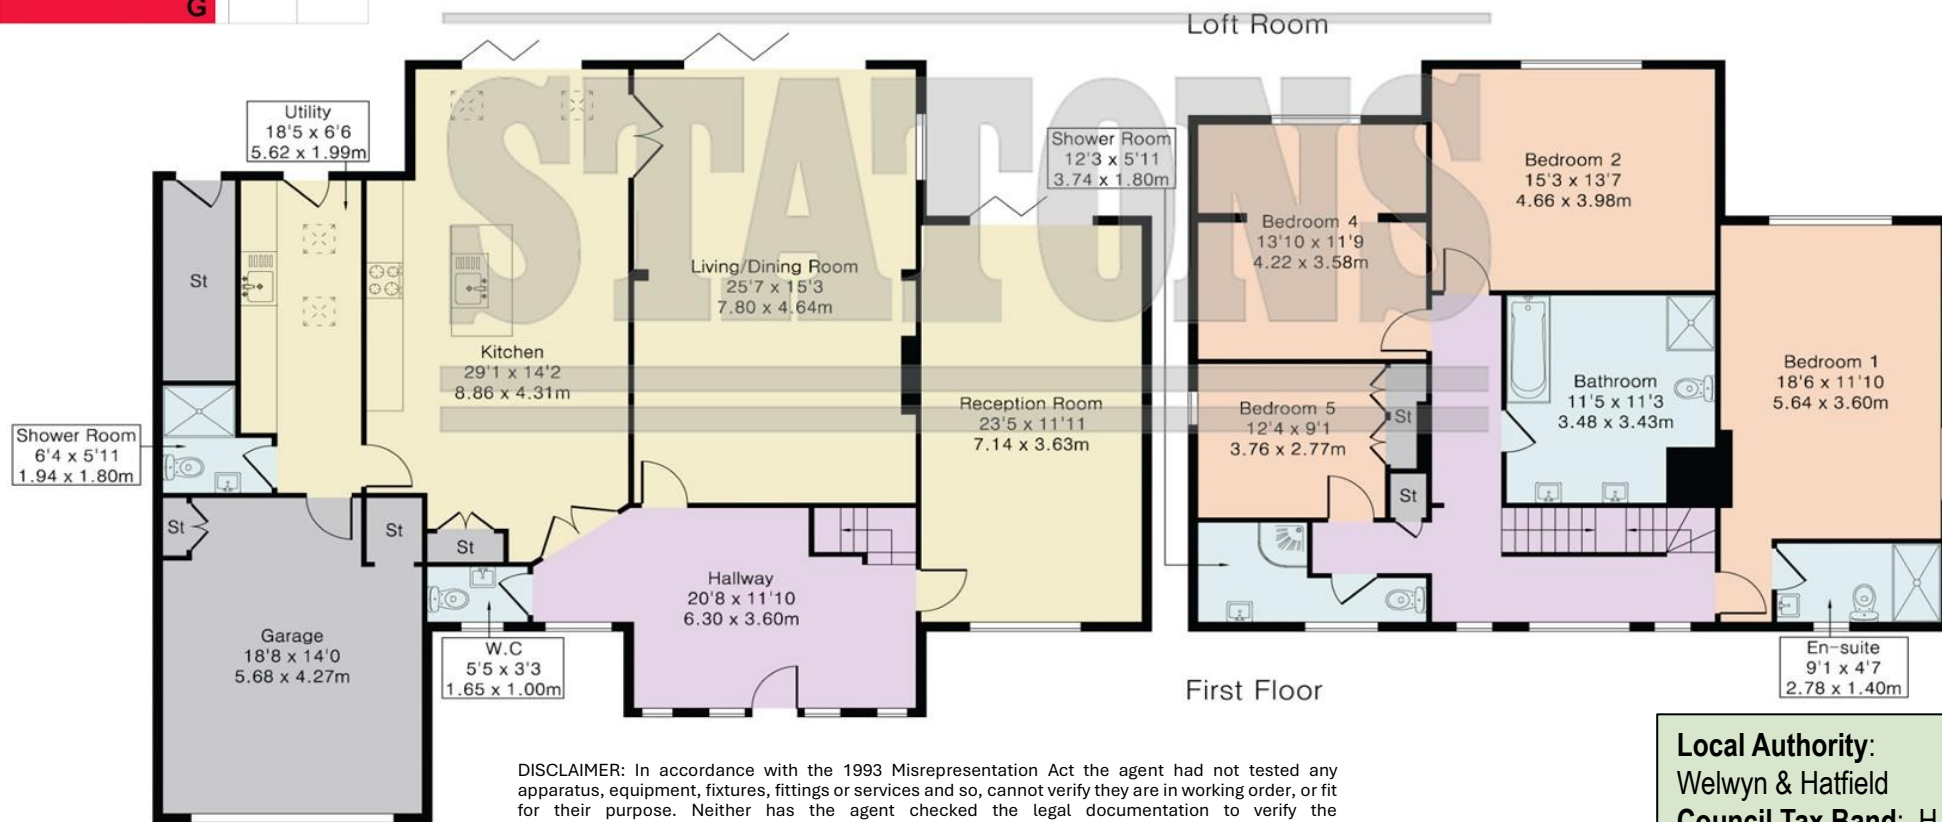 G
Loft Room
STATONS
Utility
18'5 x 6'6
5.62 x 1.99m
Shower Room
12'3 x 5'11
3.74 x 1.80m
Bedroom 2
15'3 x 13'7
4.66 x 3.98m
Bedroom 4
13'10 x 11'9
4.22 x 3.58m
St
Living/Dining Room
25'7 x 15'3
7.80 x 4.64m
Kitchen
29'1 x 14'2
8.86 x 4.31m
Reception Room
23'5 x 11'11
7.14 x 3.63m
Bedroom 5
12'4 x 9'1
3.76 x 2.77m
St
Bathroom
11'5 x 11'3
3.48 x 3.43m
Bedroom 1
18'6 x 11'10
5.64 x 3.60m
Shower Room
6'4 x 5'11
1.94 x 1.80m
St
St
St
St
Hallway
20'8 x 11'10
6.30 x 3.60m
Garage
18'8 x 14'0
5.68 x 4.27m
W.C
5'5 x 3'3
1.65 x 1.00m
En-suite
9'1 x 4'7
2.78 x 1.40m
First Floor
Local Authority:
Welwyn & Hatfield
Council Tax Band: H
DISCLAIMER: In accordance with the 1993 Misrepresentation Act the agent had not tested any
apparatus, equipment, fixtures, fittings or services and so, cannot verify they are in working order, or fit
for their purpose. Neither has the agent checked the legal documentation to verify the